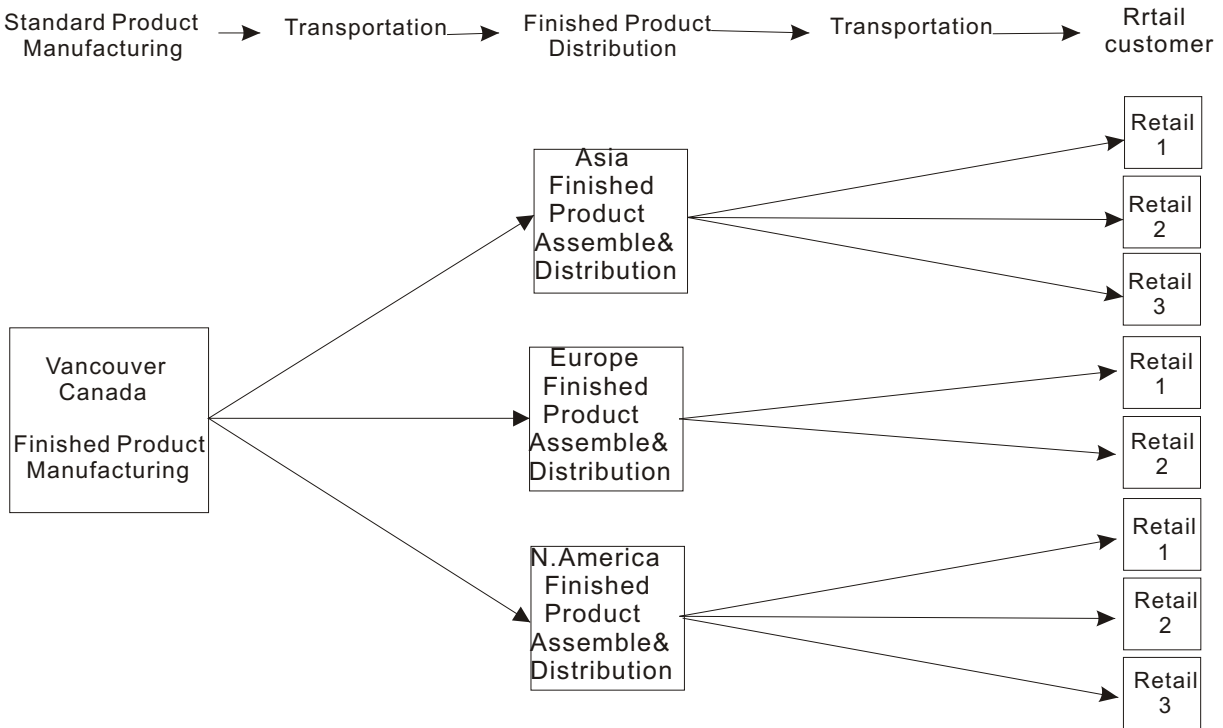 Standard Product
Manufacturing
Transportation
Finished Product
Distribution
Transportation
Rrtail
customer
Vancouver
Canada
Finished Product
Manufacturing
Asia
Finished
Product
Assemble&
Distribution
Europe
Finished
Product
Assemble&
Distribution
N.America
Finished
Product
Assemble&
Distribution
Retail
1
Retail
2
Retail
3
Retail
1
Retail
2
Retail
1
Retail
2
Retail
3